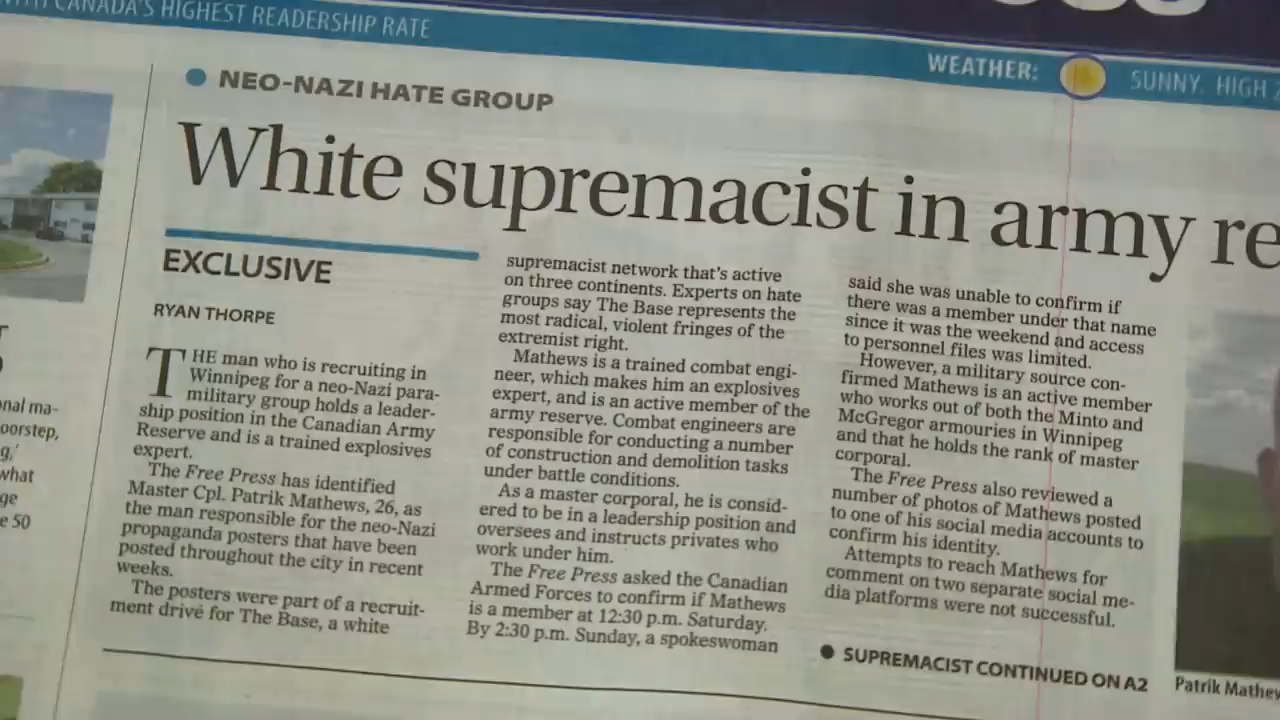 CANADA'S HIGHEST READERSHIP RATE
WEATHER:
SUNNY. HIGH
NEO-NAZI HATE GROUP
White supremacist in army re
EXCLUSIVE
RYAN THORPE
THE man who is recruiting in
Winnipeg for a neo-Nazi para-
military group holds a leader-
ship position in the Canadian Army
Reserve and is a trained explosives
expert.
The Free Press has identified
Master Cpl. Patrik Mathews, 26, as
the man responsible for the neo-Nazi
propaganda posters that have been
posted throughout the city in recent
weeks.
The posters were part of a recruit-
ment drive for The Base, a white
supremacist network that's active
on three continents. Experts on hate
groups say The Base represents the
most radical, violent fringes of the
extremist right.
Mathews is a trained combat engi-
neer, which makes him an explosives
expert, and is an active member of the
army reserve. Combat engineers are
responsible for conducting a number
of construction and demolition tasks
under battle conditions.
As a master corporal, he is consid-
ered to be in a leadership position and
oversees and instructs privates who
work under him.
The Free Press asked the Canadian
Armed Forces to confirm if Mathews
is a member at 12:30 p.m. Saturday.
By 2:30 p.m. Sunday, a spokeswoman
said she was unable to confirm if
there was a member under that name
since it was the weekend and access
to personnel files was limited.
However, a military source con-
firmed Mathews is an active member
who works out of both the Minto and
McGregor armouries in Winnipeg
and that he holds the rank of master
corporal.
The Free Press also reviewed a
number of photos of Mathews posted
to one of his social media accounts to
confirm his identity.
Attempts to reach Mathews for
comment on two separate social me-
dia platforms were not successful.
SUPREMACIST CONTINUED ON A2
Patrik Mathew
onal ma-
oorstep,
g,'
what
ge
e 50